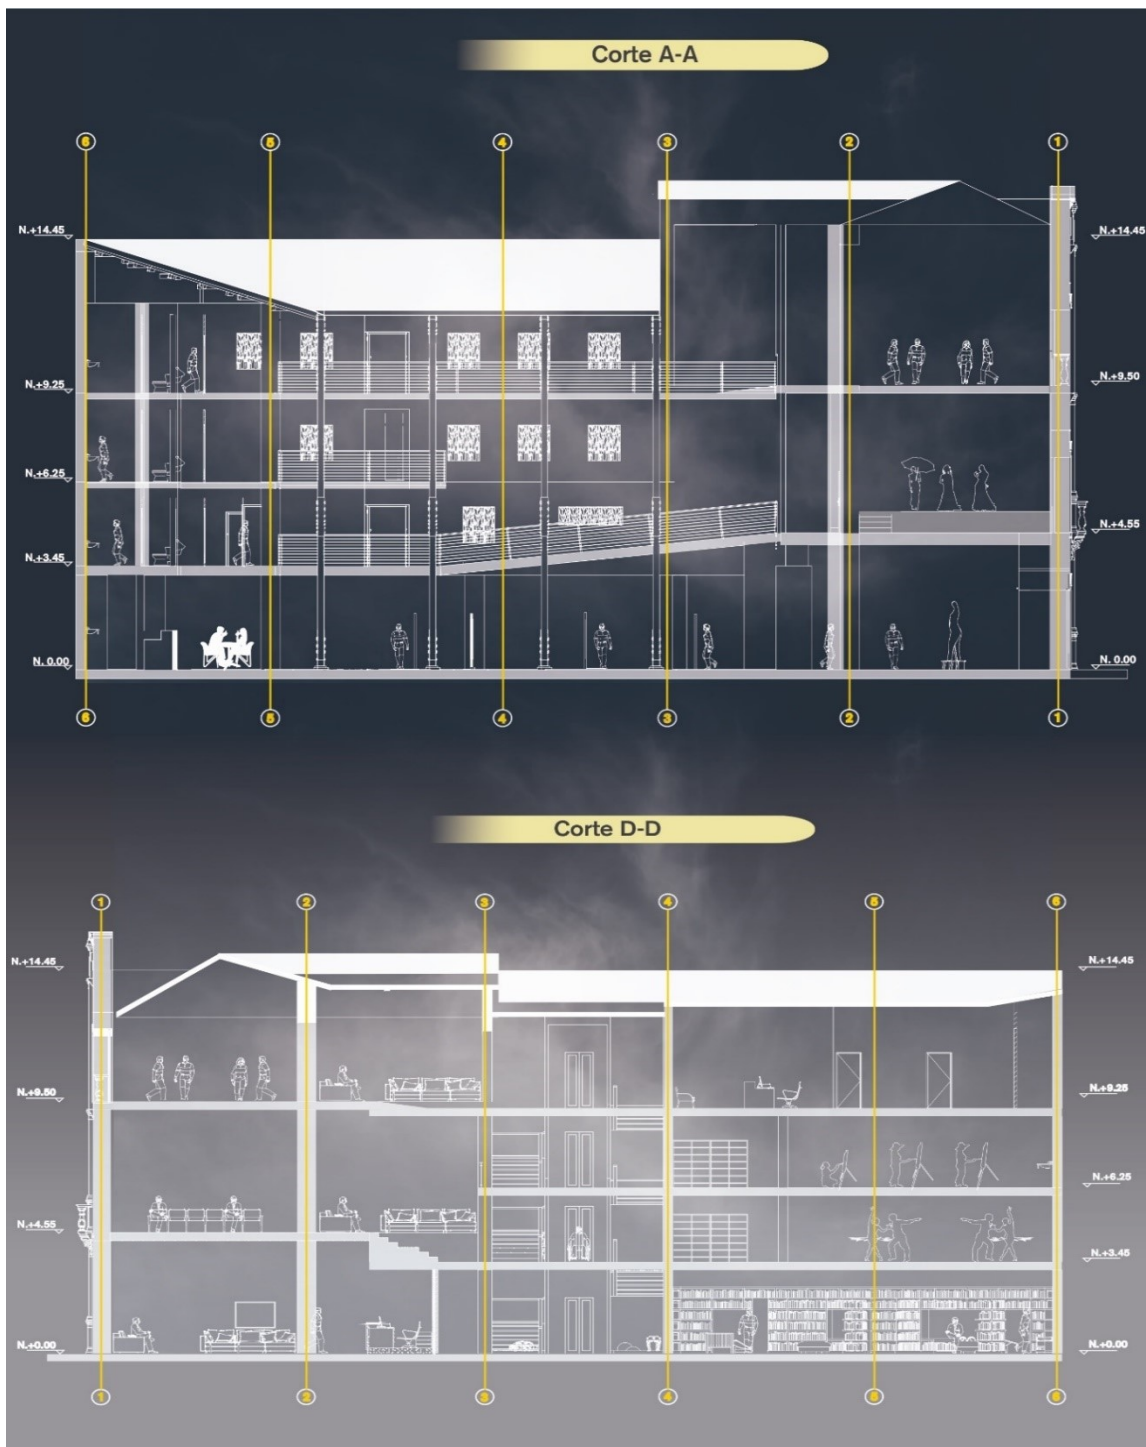 Corte A-A
6 5 4 3 2 1
N.+14.45 N.+14.45
N.+9.25 N.+9.50
N.+6.25
N.+4.55
N.+3.45
N. 0.00 N. 0.00
6 5 4 3 2 1
Corte D-D
1 2 3 4 5 6
N.+14.45 N.+14.45
N.+9.50 N.+9.25
N.+6.25
N.+4.55
N.+3.45
N.+0.00 N.+0.00
1 2 3 4 5 6